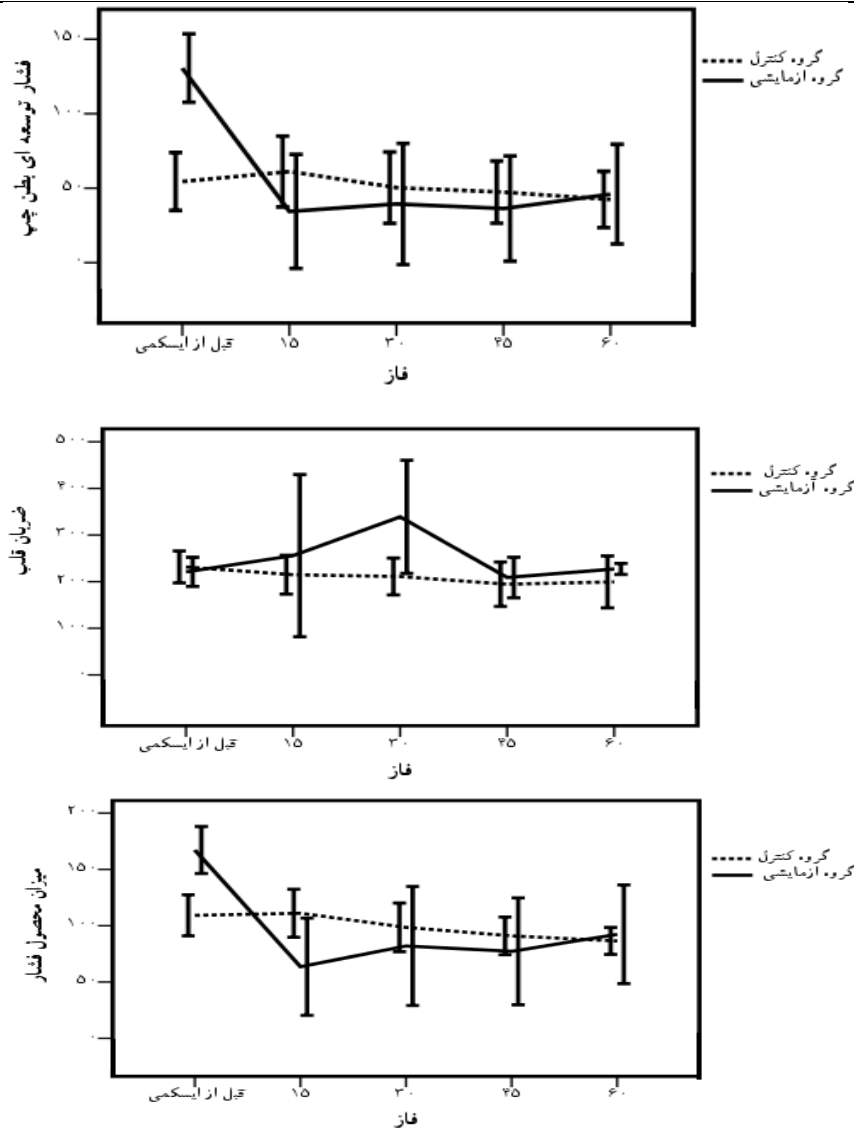 فشار توسعه ای بطن چپ
۱۵۰
۱۰۰
۵۰
۰
گروه کنترل
گروه ازمایشی
قبل از ایسکمی ۱۵ ۳۰ ۴۵ ۶۰
فاز
ضربان قلب
۵۰۰
۴۰۰
۳۰۰
۲۰۰
۱۰۰
۰
گروه کنترل
گروه آزمایشی
قبل از ایسکمی ۱۵ ۳۰ ۴۵ ۶۰
فاز
میزان محصول فشار
۲۰۰
۱۵۰
۱۰۰
۵۰
۰
گروه کنترل
گروه ازمایشی
قبل از ایسکمی ۱۵ ۳۰ ۴۵ ۶۰
فاز